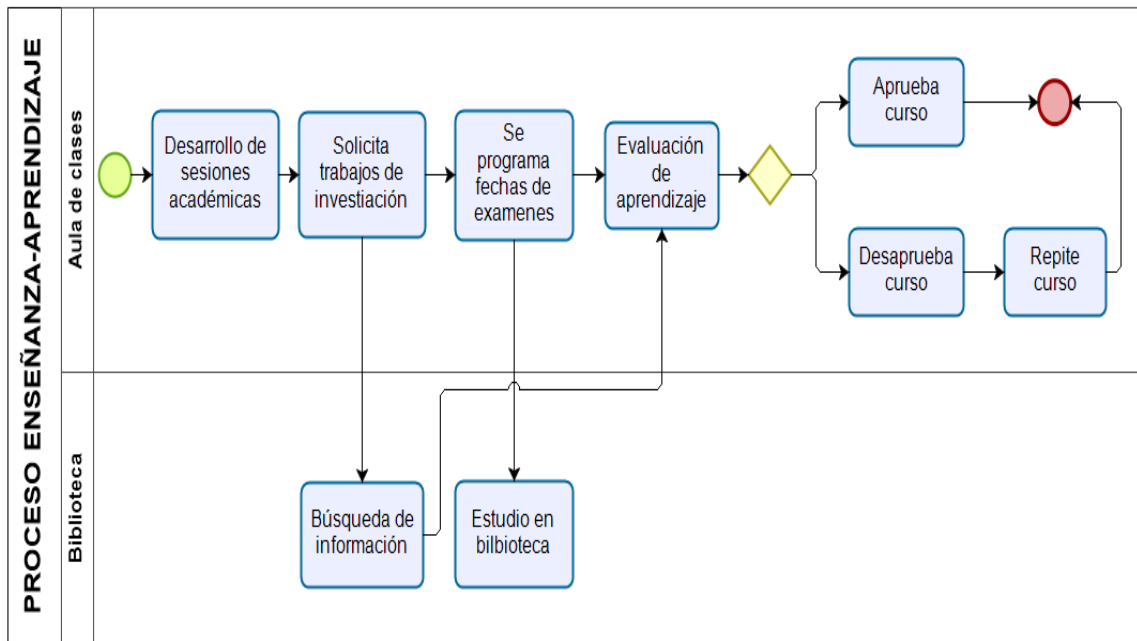 PROCESO ENSEÑANZA-APRENDIZAJE
Aula de clases
Desarrollo de
sesiones
académicas
Solicita
trabajos de
investiación
Se
programa
fechas de
examenes
Evaluación
de
aprendizaje
Aprueba
curso
Desaprueba
curso
Repite
curso
Biblioteca
Búsqueda de
información
Estudio en
bilbioteca